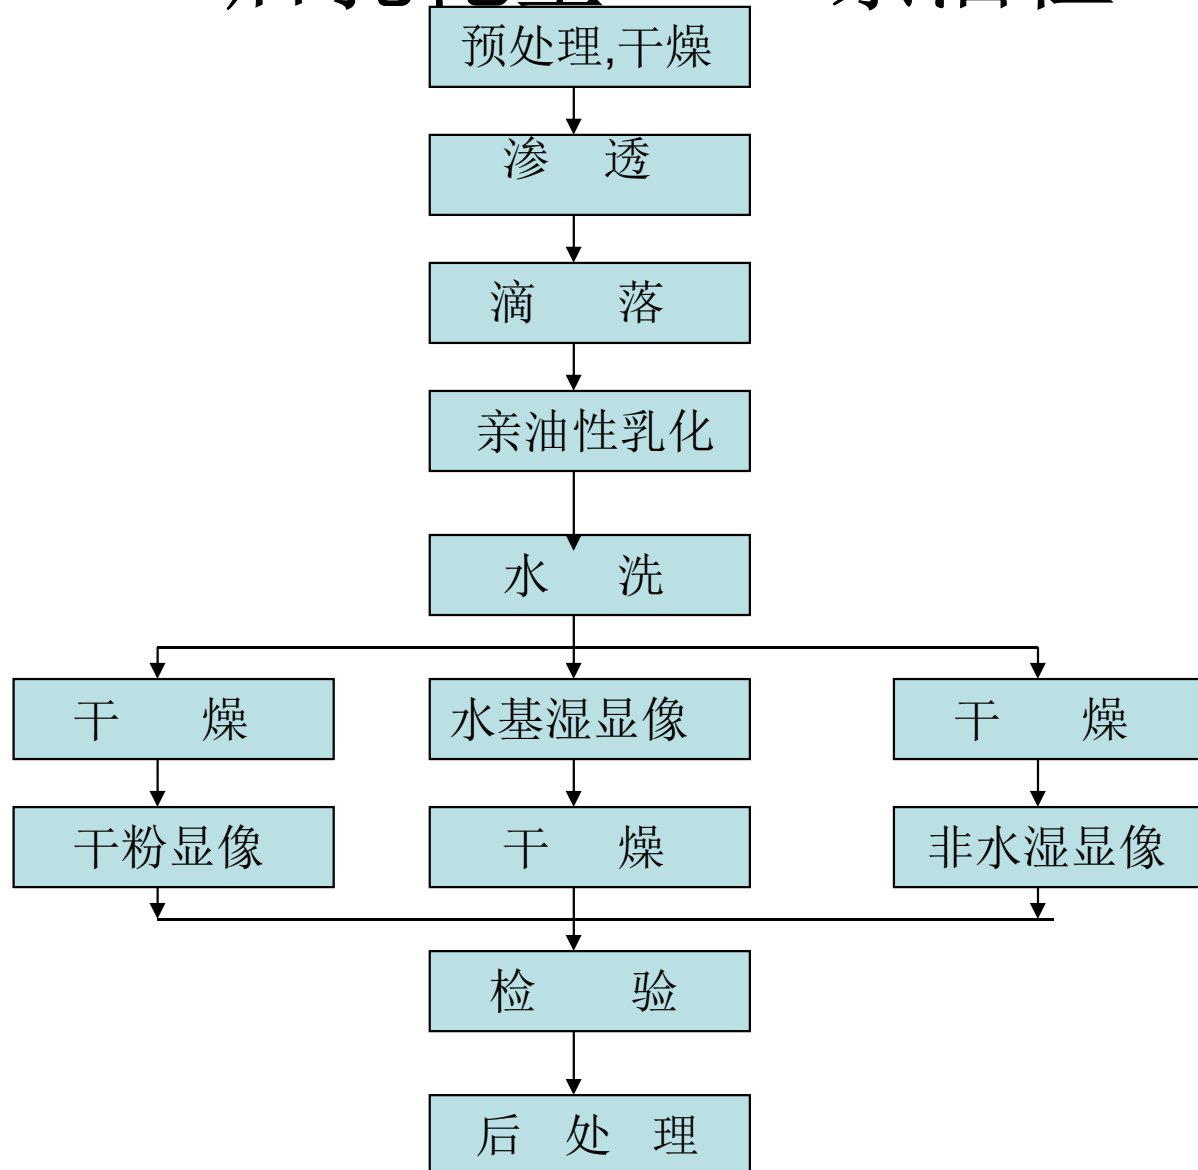 预处理,干燥
渗 透
滴 落
亲油性乳化
水 洗
干 燥
水基湿显像
干 燥
干粉显像
干 燥
非水湿显像
检 验
后 处 理